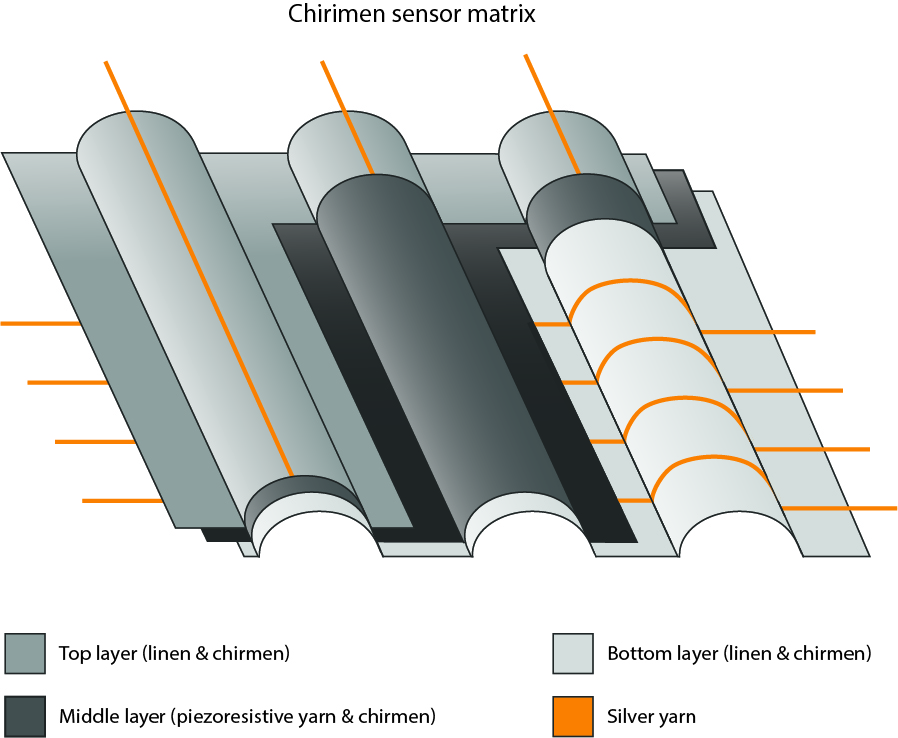 Chirimen sensor matrix
Top layer (linen & chirmen)
Bottom layer (linen & chirmen)
Middle layer (piezoresistive yarn & chirmen)
Silver yarn